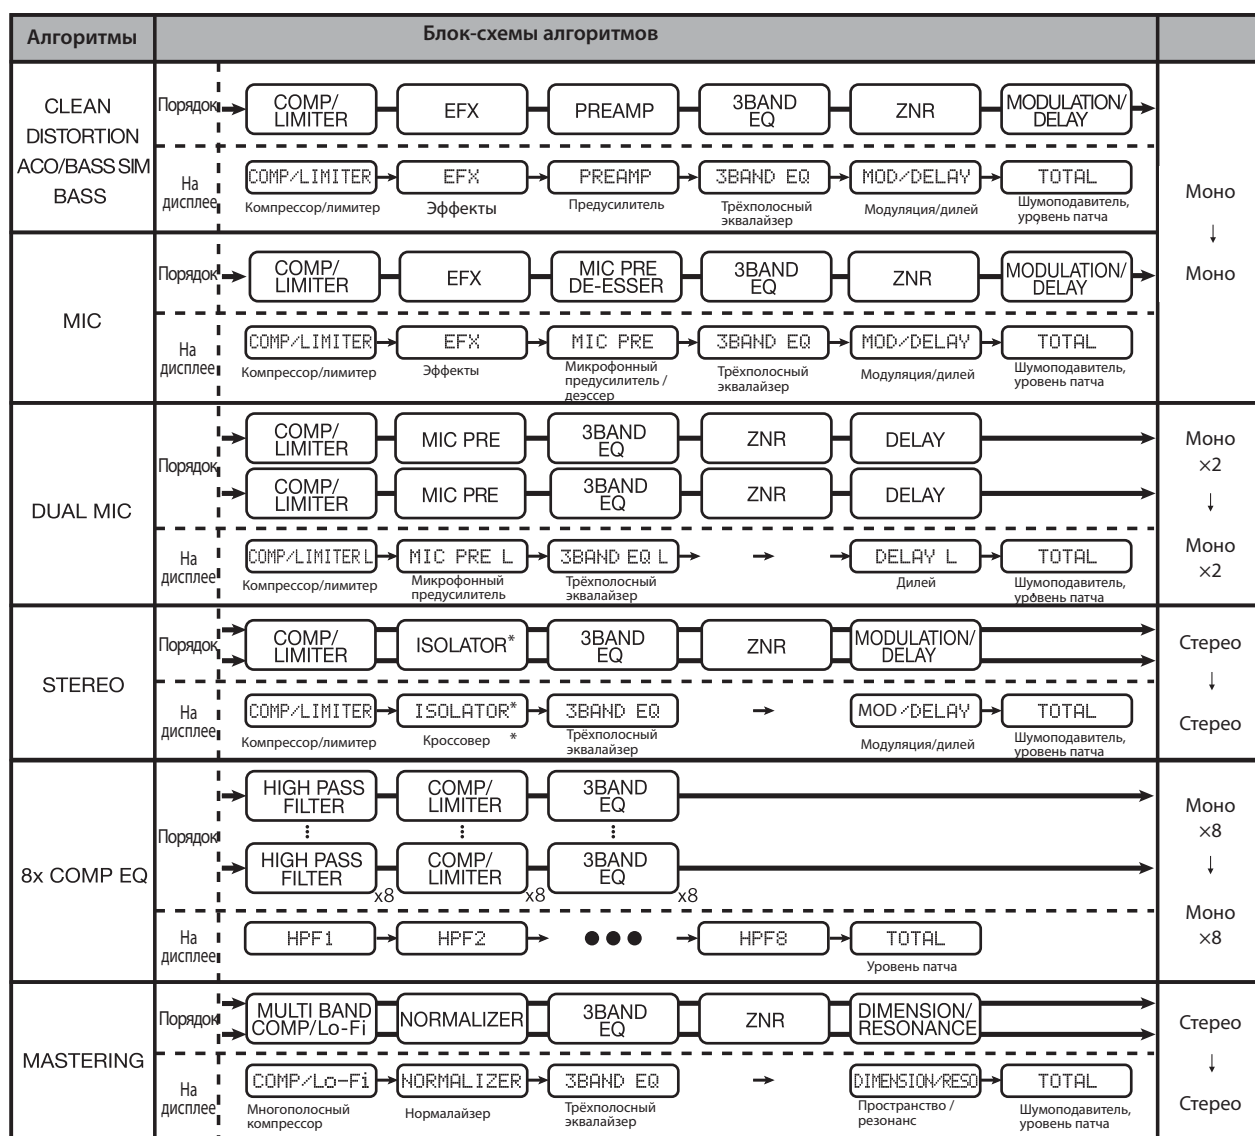 Алгоритмы Блок-схемы алгоритмов
CLEAN
DISTORTION
ACO/BASS SIM
BASS
Порядок
COMP/
LIMITER
EFX
PREAMP
3BAND
EQ
ZNR
MODULATION/
DELAY
На
дисплее
COMP/LIMITER
EFX
PREAMP
3BAND EQ
MOD/DELAY
TOTAL
Компрессор/лимитер
Эффекты
Предусилитель
Трёхполосный
эквалайзер
Модуляция/дилей
Шумоподавитель,
уровень патча
Моно
↓
Моно
MIC
Порядок
COMP/
LIMITER
EFX
MIC PRE
DE-ESSER
3BAND
EQ
ZNR
MODULATION/
DELAY
На
дисплее
COMP/LIMITER
EFX
MIC PRE
3BAND EQ
MOD/DELAY
TOTAL
Компрессор/лимитер
Эффекты
Микрофонный
предусилитель /
деэссер
Трёхполосный
эквалайзер
Модуляция/дилей
Шумоподавитель,
уровень патча
DUAL MIC
Порядок
COMP/
LIMITER
MIC PRE
3BAND
EQ
ZNR
DELAY
COMP/
LIMITER
MIC PRE
3BAND
EQ
ZNR
DELAY
На
дисплее
COMP/LIMITER L
MIC PRE L
3BAND EQ L
DELAY L
TOTAL
Компрессор/лимитер
Микрофонный
предусилитель
Трёхполосный
эквалайзер
Дилей
Шумоподавитель,
уровень патча
Моно
×2
↓
Моно
×2
STEREO
Порядок
COMP/
LIMITER
ISOLATOR*
3BAND
EQ
ZNR
MODULATION/
DELAY
На
дисплее
COMP/LIMITER
ISOLATOR*
3BAND EQ
MOD/DELAY
TOTAL
Компрессор/лимитер
Кроссовер *
Трёхполосный
эквалайзер
Модуляция/дилей
Шумоподавитель,
уровень патча
Стерео
↓
Стерео
8x COMP EQ
Порядок
HIGH PASS
FILTER
COMP/
LIMITER
3BAND
EQ
HIGH PASS
FILTER
x8
COMP/
LIMITER
x8
3BAND
EQ
x8
На
дисплее
HPF1
HPF2
●●●
HPF8
TOTAL
Уровень патча
Моно
×8
↓
Моно
×8
MASTERING
Порядок
MULTI BAND
COMP/Lo-Fi
NORMALIZER
3BAND
EQ
ZNR
DIMENSION/
RESONANCE
На
дисплее
COMP/Lo-Fi
NORMALIZER
3BAND EQ
DIMENSION/RESO
TOTAL
Многополосный
компрессор
Нормалайзер
Трёхполосный
эквалайзер
Пространство /
резонанс
Шумоподавитель,
уровень патча
Стерео
↓
Стерео